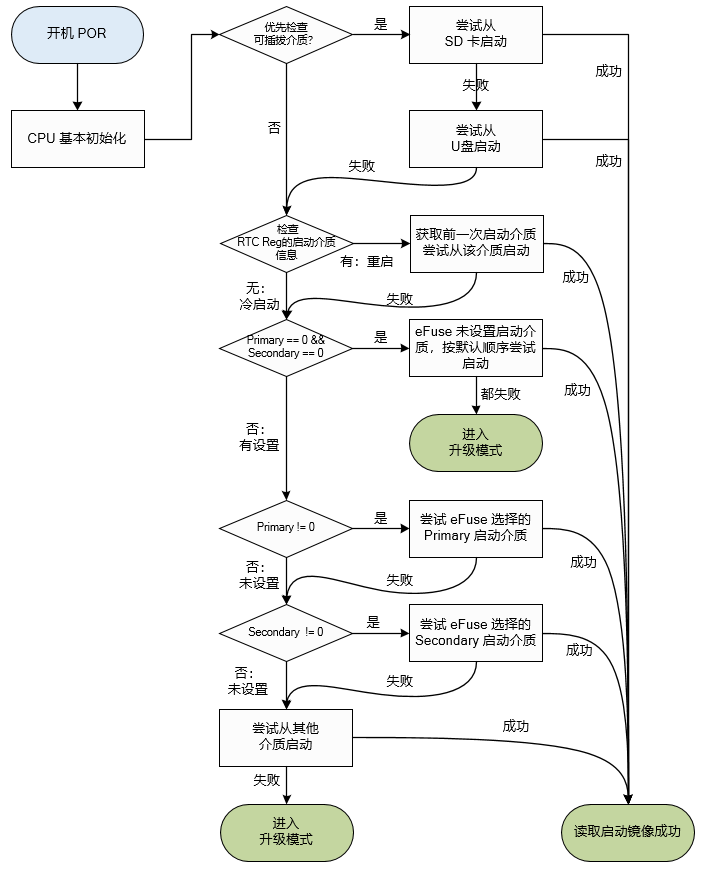 开机 POR
CPU 基本初始化
优先检查
可插拔介质？
是
尝试从
SD 卡启动
成功
失败
否
尝试从
U盘启动
成功
失败
检查
RTC Reg的启动介质
信息
有：重启
获取前一次启动介质
尝试从该介质启动
成功
无：
冷启动
失败
Primary == 0 &&
Secondary == 0
是
eFuse 未设置启动介
质，按默认顺序尝试
启动
成功
都失败
进入
升级模式
否：
有设置
Primary != 0
是
尝试 eFuse 选择的
Primary 启动介质
成功
否：
未设置
失败
Secondary != 0
是
尝试 eFuse 选择的
Secondary 启动介质
成功
否：
未设置
失败
尝试从其他
介质启动
成功
失败
进入
升级模式
读取启动镜像成功